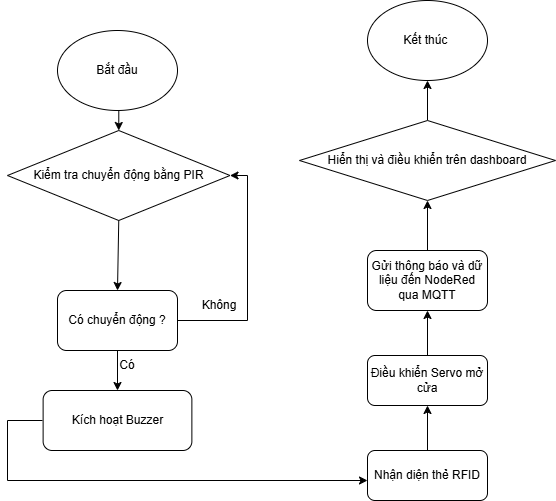 Bắt đầu
Kiểm tra chuyển động bằng PIR
Có chuyển động ?
Không
Có
Kích hoạt Buzzer
Nhận diện thẻ RFID
Điều khiển Servo mở
cửa
Gửi thông báo và dữ
liệu đến NodeRed
qua MQTT
Hiển thị và điều khiển trên dashboard
Kết thúc